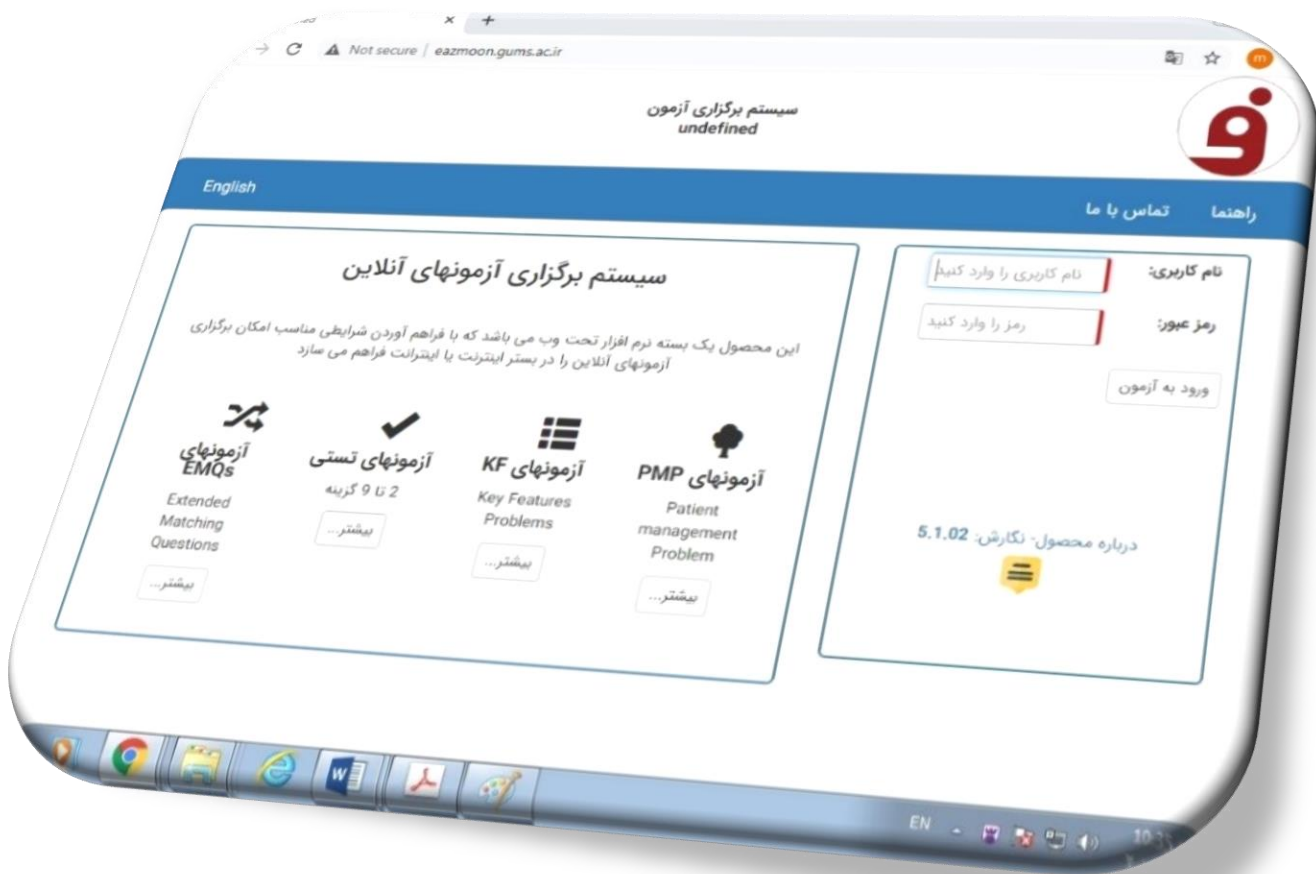 Not secure | eazmoon.gums.ac.ir
m
سیستم برگزاری آزمون
undefined
راهنما
تماس با ما
English
نام کاربری:
نام کاربری را وارد کنید
رمز عبور:
رمز را وارد کنید
ورود به آزمون
درباره محصول- نگارش: 5.1.02
سیستم برگزاری آزمونهای آنلاین
این محصول یک بسته نرم افزار تحت وب می باشد که با فراهم آوردن شرایطی مناسب امکان برگزاری
آزمونهای آنلاین را در بستر اینترنت یا اینترانت فراهم می سازد
آزمونهای PMP
Patient
management
Problem
بیشتر...
آزمونهای KF
Key Features
Problems
بیشتر...
آزمونهای تستی
2 تا 9 گزینه
بیشتر...
آزمونهای
EMQs
Extended
Matching
Questions
بیشتر...
EN